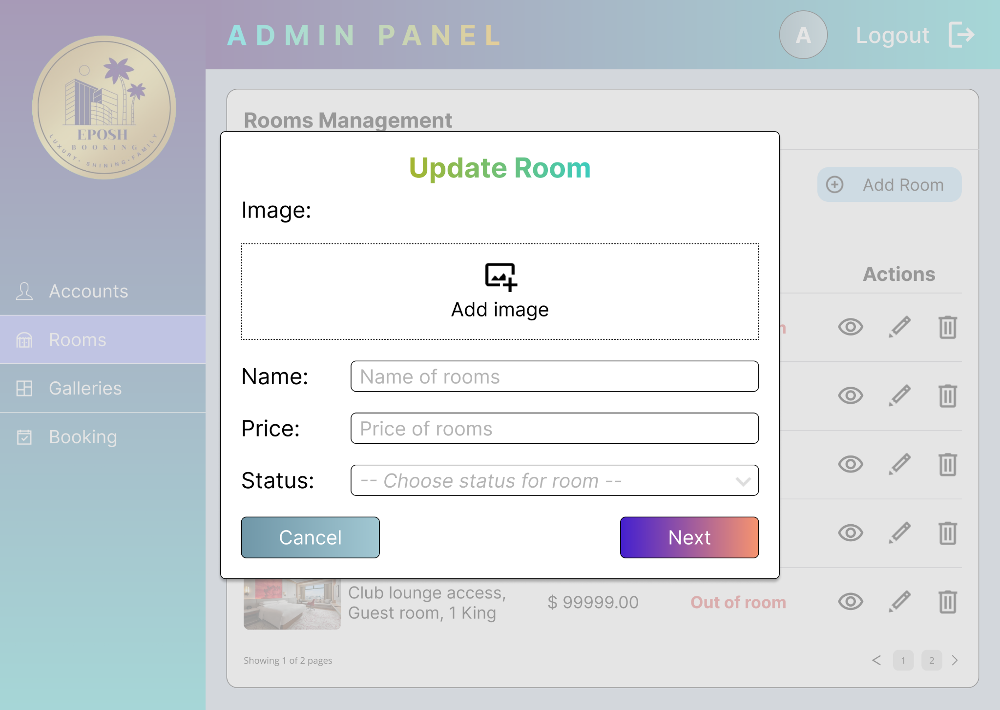 ADMIN PANEL
A
Logout
EPOSH
BOOKING
LUXURY · SHINING · FAMILY
Accounts
Rooms
Galleries
Booking
Rooms Management
Add Room
Actions
Update Room
Image:
Add image
Name:
Name of rooms
Price:
Price of rooms
Status:
-- Choose status for room --
Cancel
Next
Club lounge access,
Guest room, 1 King
$ 99999.00
Out of room
Showing 1 of 2 pages
<
1
2
>